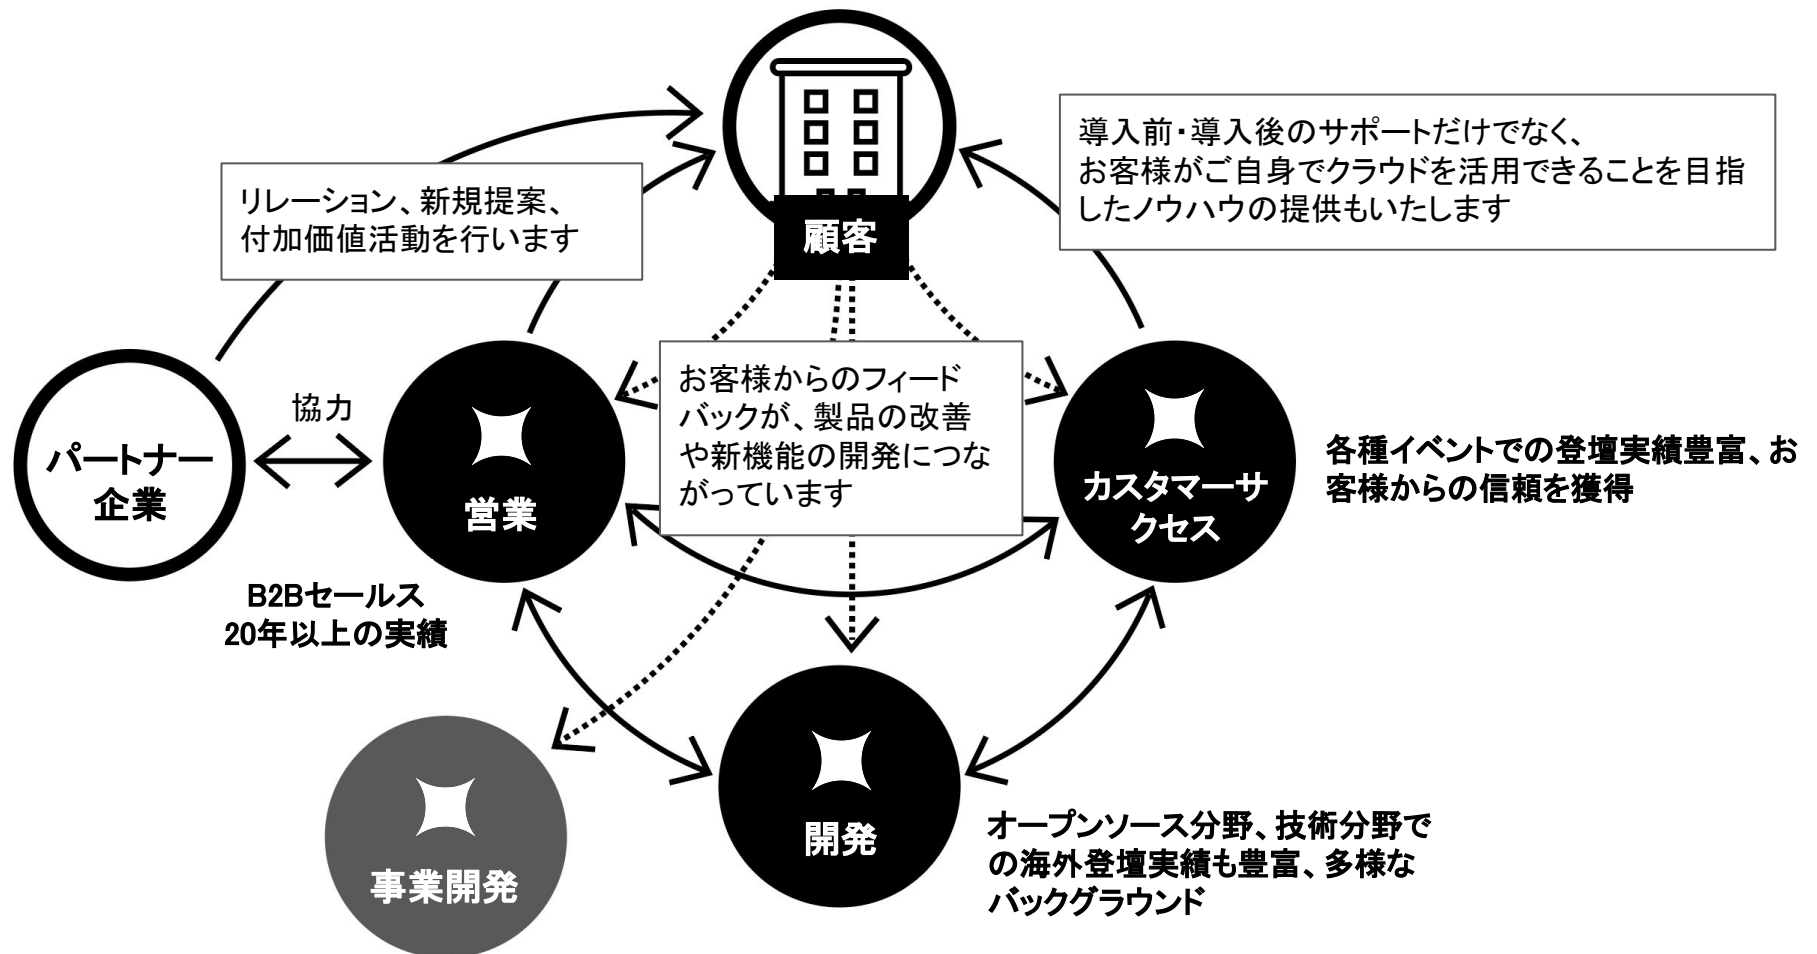 顧客
導入前・導入後のサポートだけでなく、
お客様がご自身でクラウドを活用できることを目指
したノウハウの提供もいたします
リレーション、新規提案、
付加価値活動を行います
お客様からのフィード
バックが、製品の改善
や新機能の開発につな
がっています
協力
パートナー
企業
営業
カスタマーサ
クセス
各種イベントでの登壇実績豊富、お
客様からの信頼を獲得
B2Bセールス
20年以上の実績
開発
オープンソース分野、技術分野で
の海外登壇実績も豊富、多様な
バックグラウンド
事業開発